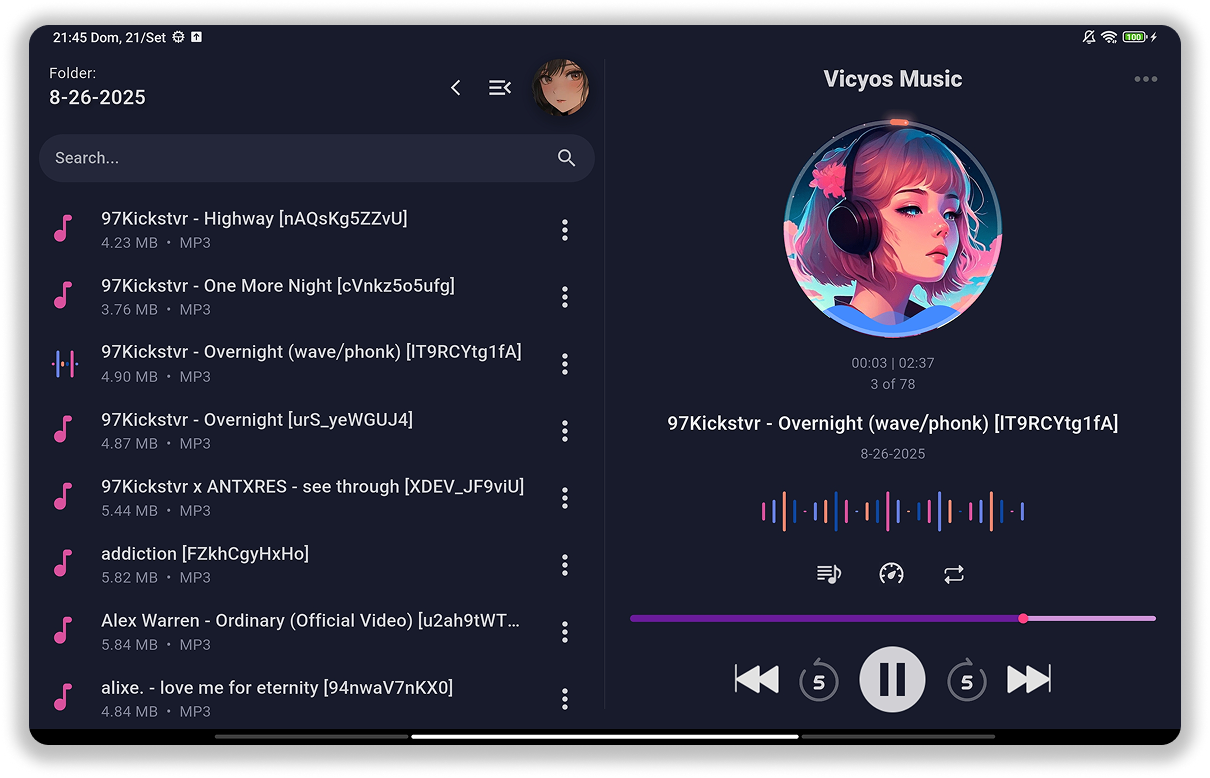 21:45 Dom, 21/Set
100
Folder:
8-26-2025
Search...
97Kickstvr - Highway [nAQsKg5ZZvU]
4.23 MB • MP3
97Kickstvr - One More Night [cVnkz5o5ufg]
3.76 MB • MP3
97Kickstvr - Overnight (wave/phonk) [lT9RCYtg1fA]
4.90 MB • MP3
97Kickstvr - Overnight [urS_yeWGUJ4]
4.87 MB • MP3
97Kickstvr x ANTXRES - see through [XDEV_JF9viU]
5.44 MB • MP3
addiction [FZkhCgyHxHo]
5.82 MB • MP3
Alex Warren - Ordinary (Official Video) [u2ah9tWT...
5.84 MB • MP3
alixe. - love me for eternity [94nwaV7nKX0]
4.84 MB • MP3
Vicyos Music
00:03 | 02:37
3 of 78
97Kickstvr - Overnight (wave/phonk) [lT9RCYtg1fA]
8-26-2025
5
5